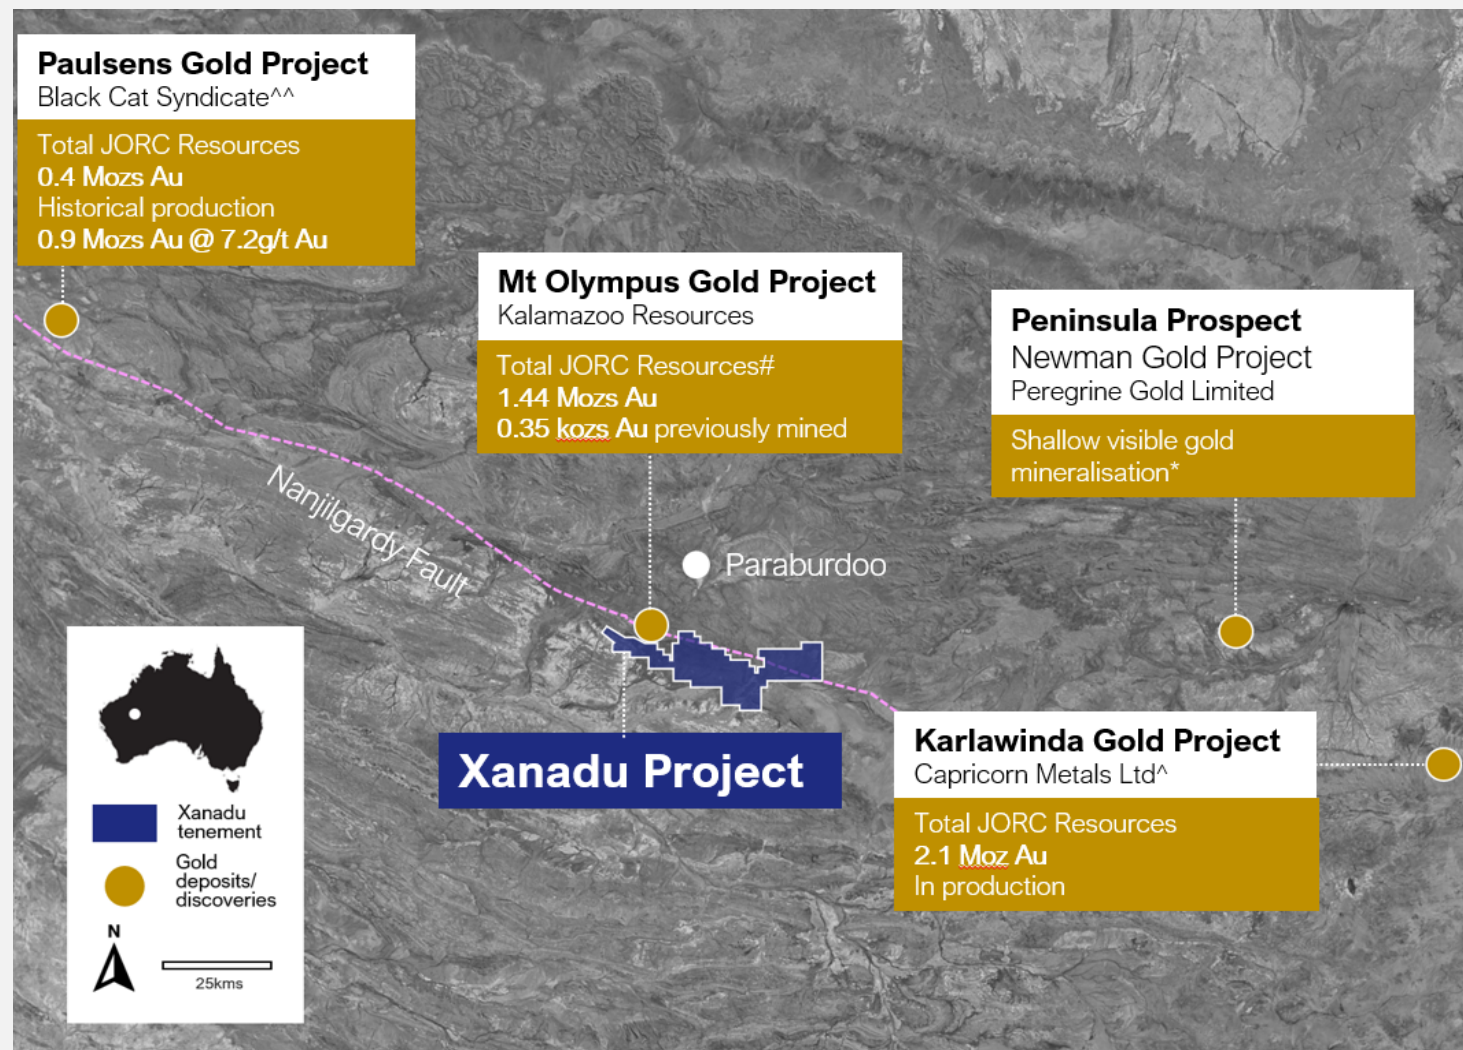 Paulsens Gold Project
Black Cat Syndicate^^
Total JORC Resources
0.4 Mozs Au
Historical production
0.9 Mozs Au @ 7.2g/t Au
Mt Olympus Gold Project
Kalamazoo Resources
Total JORC Resources#
1.44 Mozs Au
0.35 kozs Au previously mined
Peninsula Prospect
Newman Gold Project
Peregrine Gold Limited
Shallow visible gold
mineralisation*
Nanjilgardy Fault
Paraburdoo
Xanadu Project
Karlawinda Gold Project
Capricorn Metals Ltd^
Total JORC Resources
2.1 Moz Au
In production
Xanadu
tenement
Gold
deposits/
discoveries
N
25kms